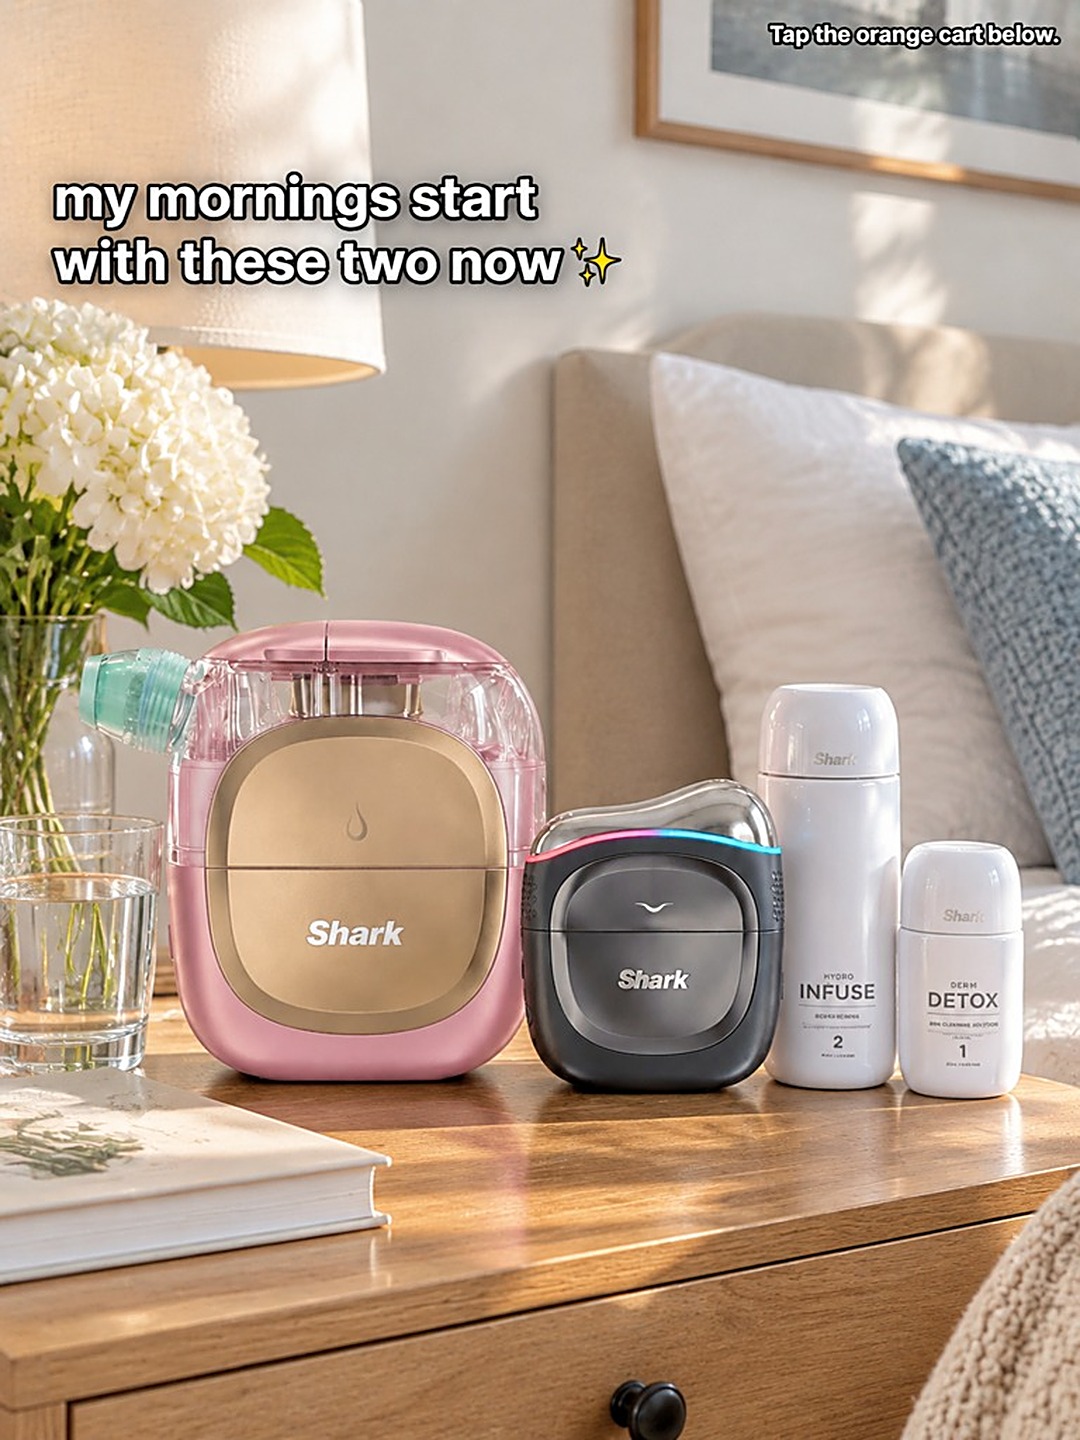 Tap the orange cart below.
my mornings start
with these two now ✨
Shark
Shark
Shark
HYDRO
INFUSE
2
Shark
DERM
DETOX
1